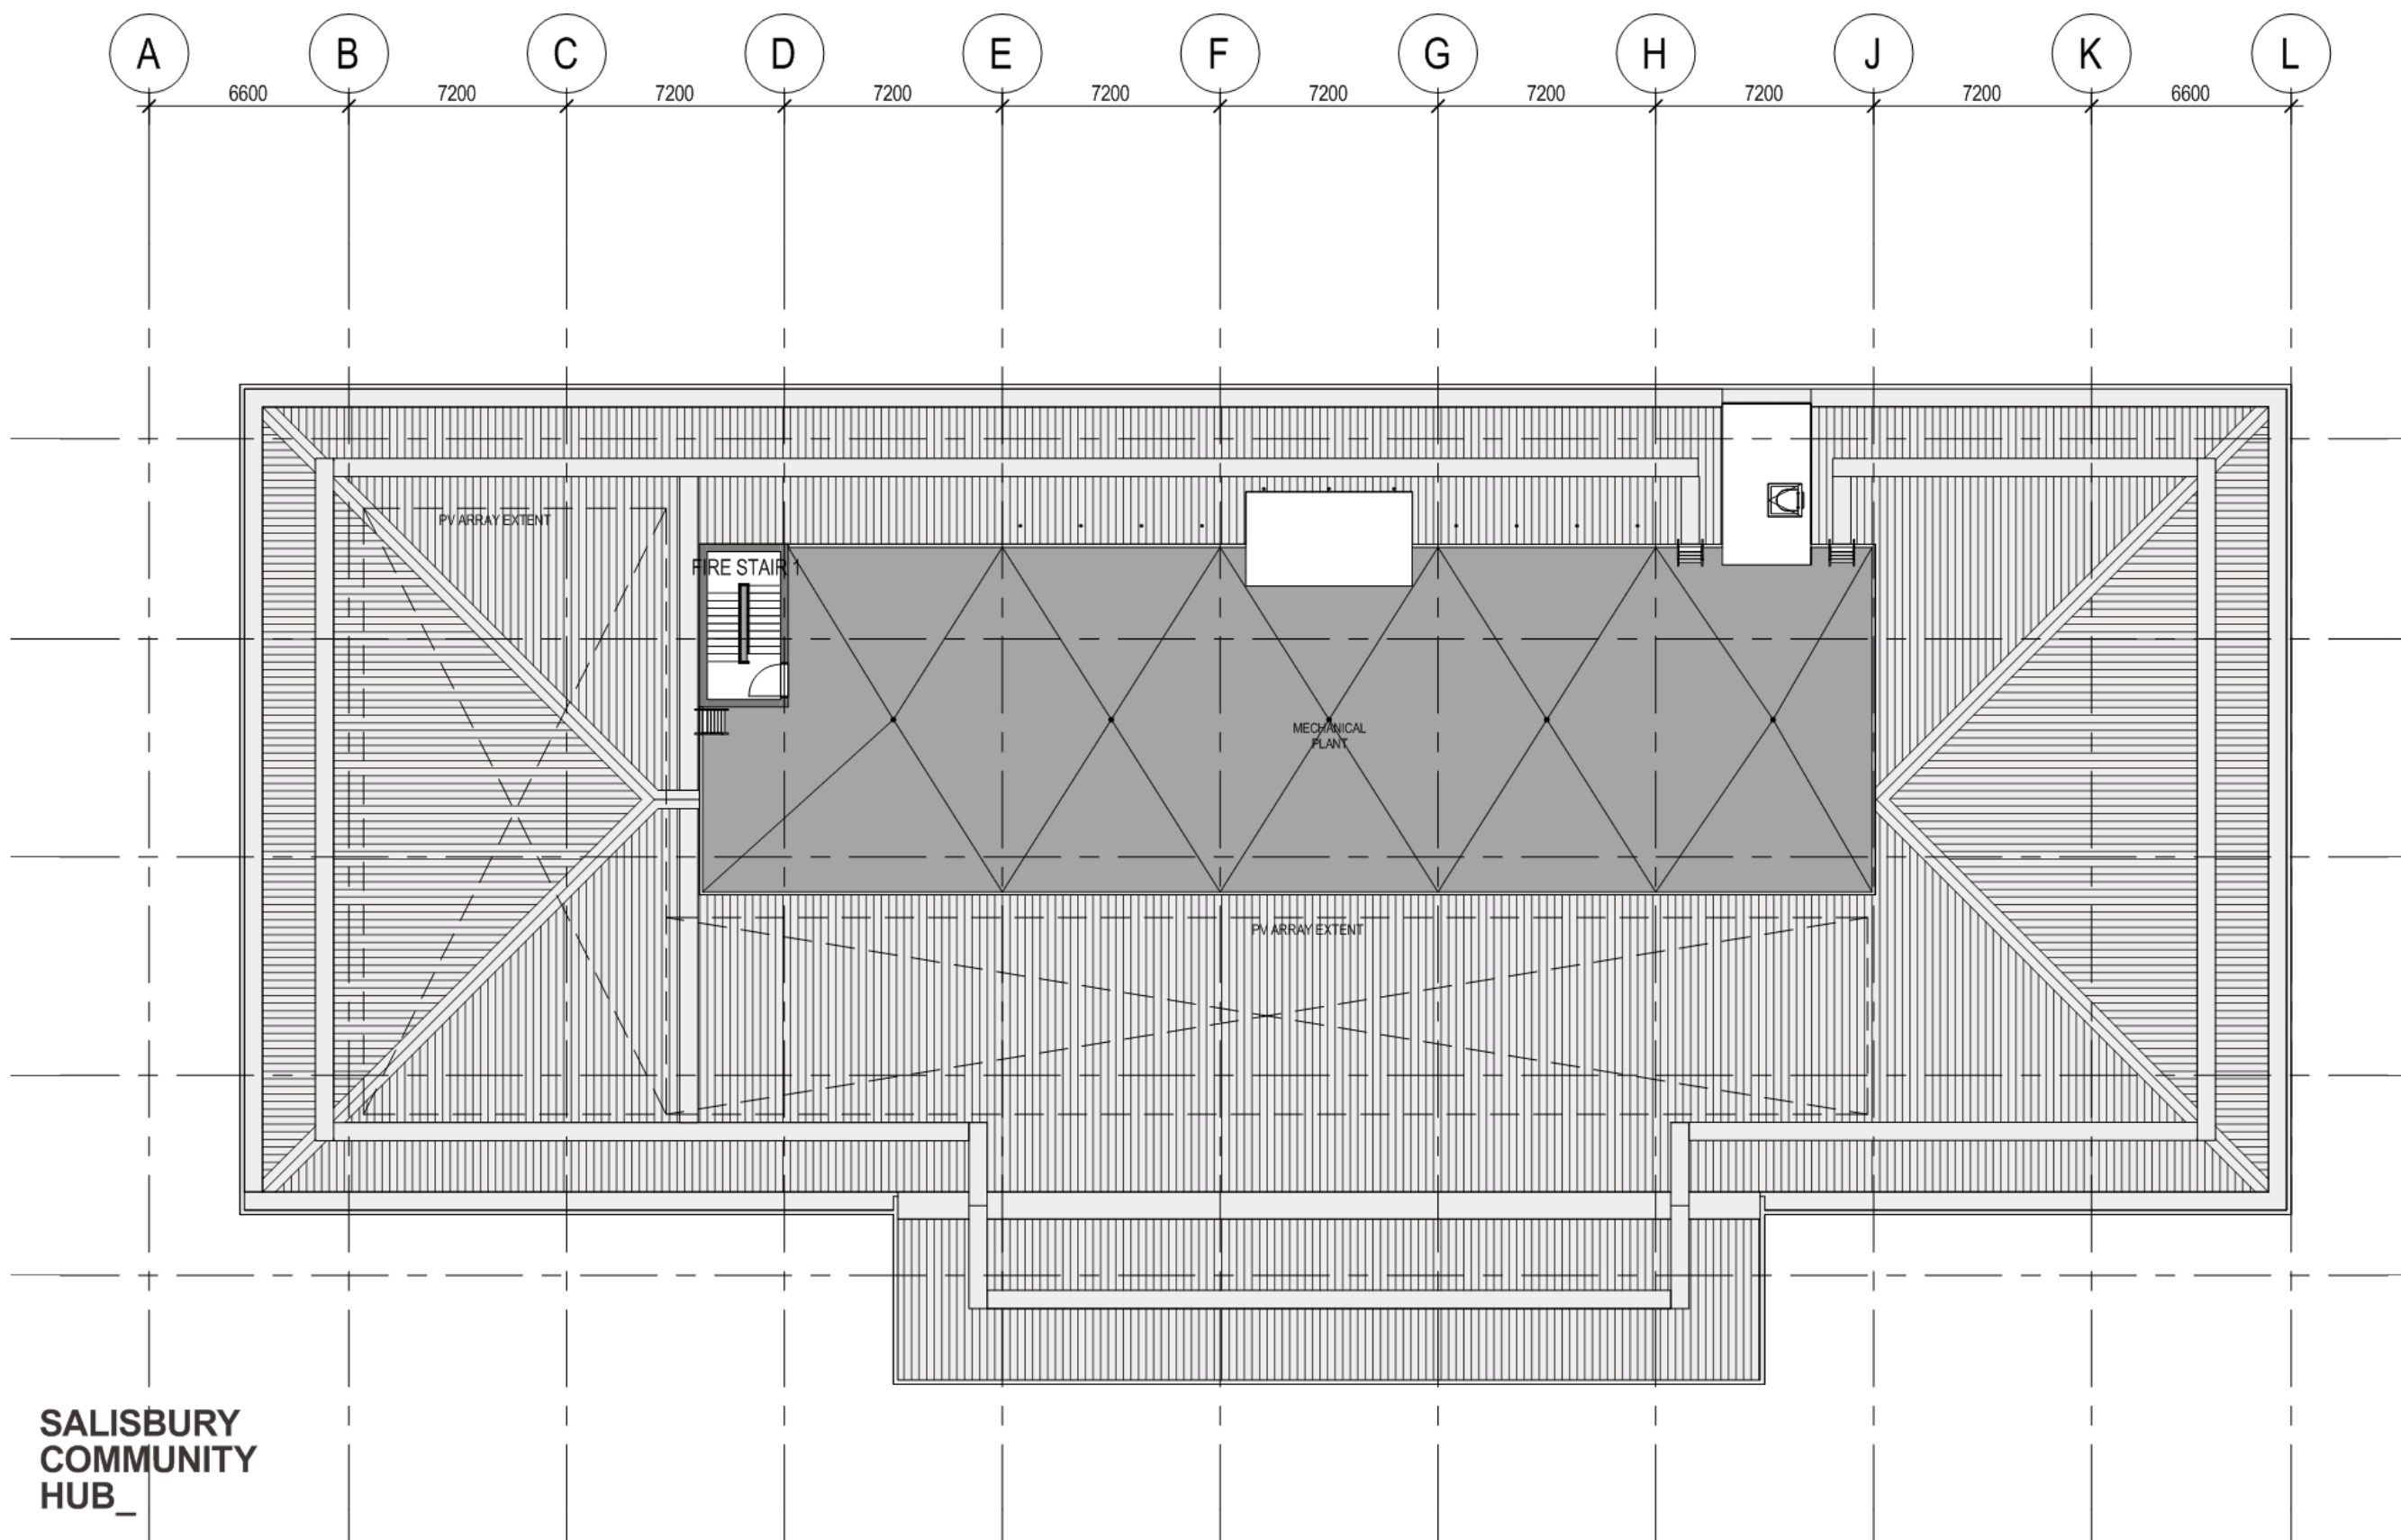 A B C D E F G H J K L
6600 7200 7200 7200 7200 7200 7200 7200 7200 6600
PV ARRAY EXTENT
FIRE STAIR 1
MECHANICAL
PLANT
PV ARRAY EXTENT
SALISBURY
COMMUNITY
HUB_